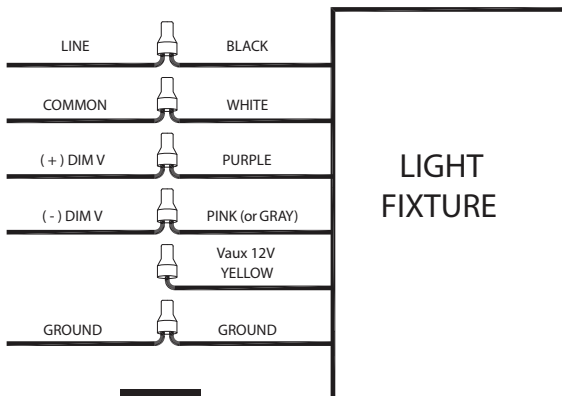 LINE BLACK
COMMON WHITE
( + ) DIM V PURPLE
( - ) DIM V PINK (or GRAY)
Vaux 12V
YELLOW
GROUND GROUND
LIGHT
FIXTURE